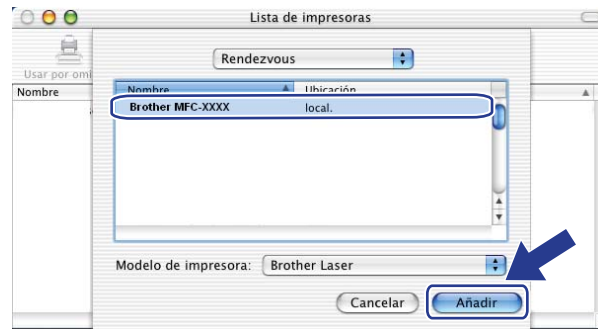 Lista de impresoras
Rendezvous
Usar por omi
Nombre
Nombre Ubicación
Brother MFC-XXXX local.
Modelo de impresora: Brother Laser
Cancelar Añadir